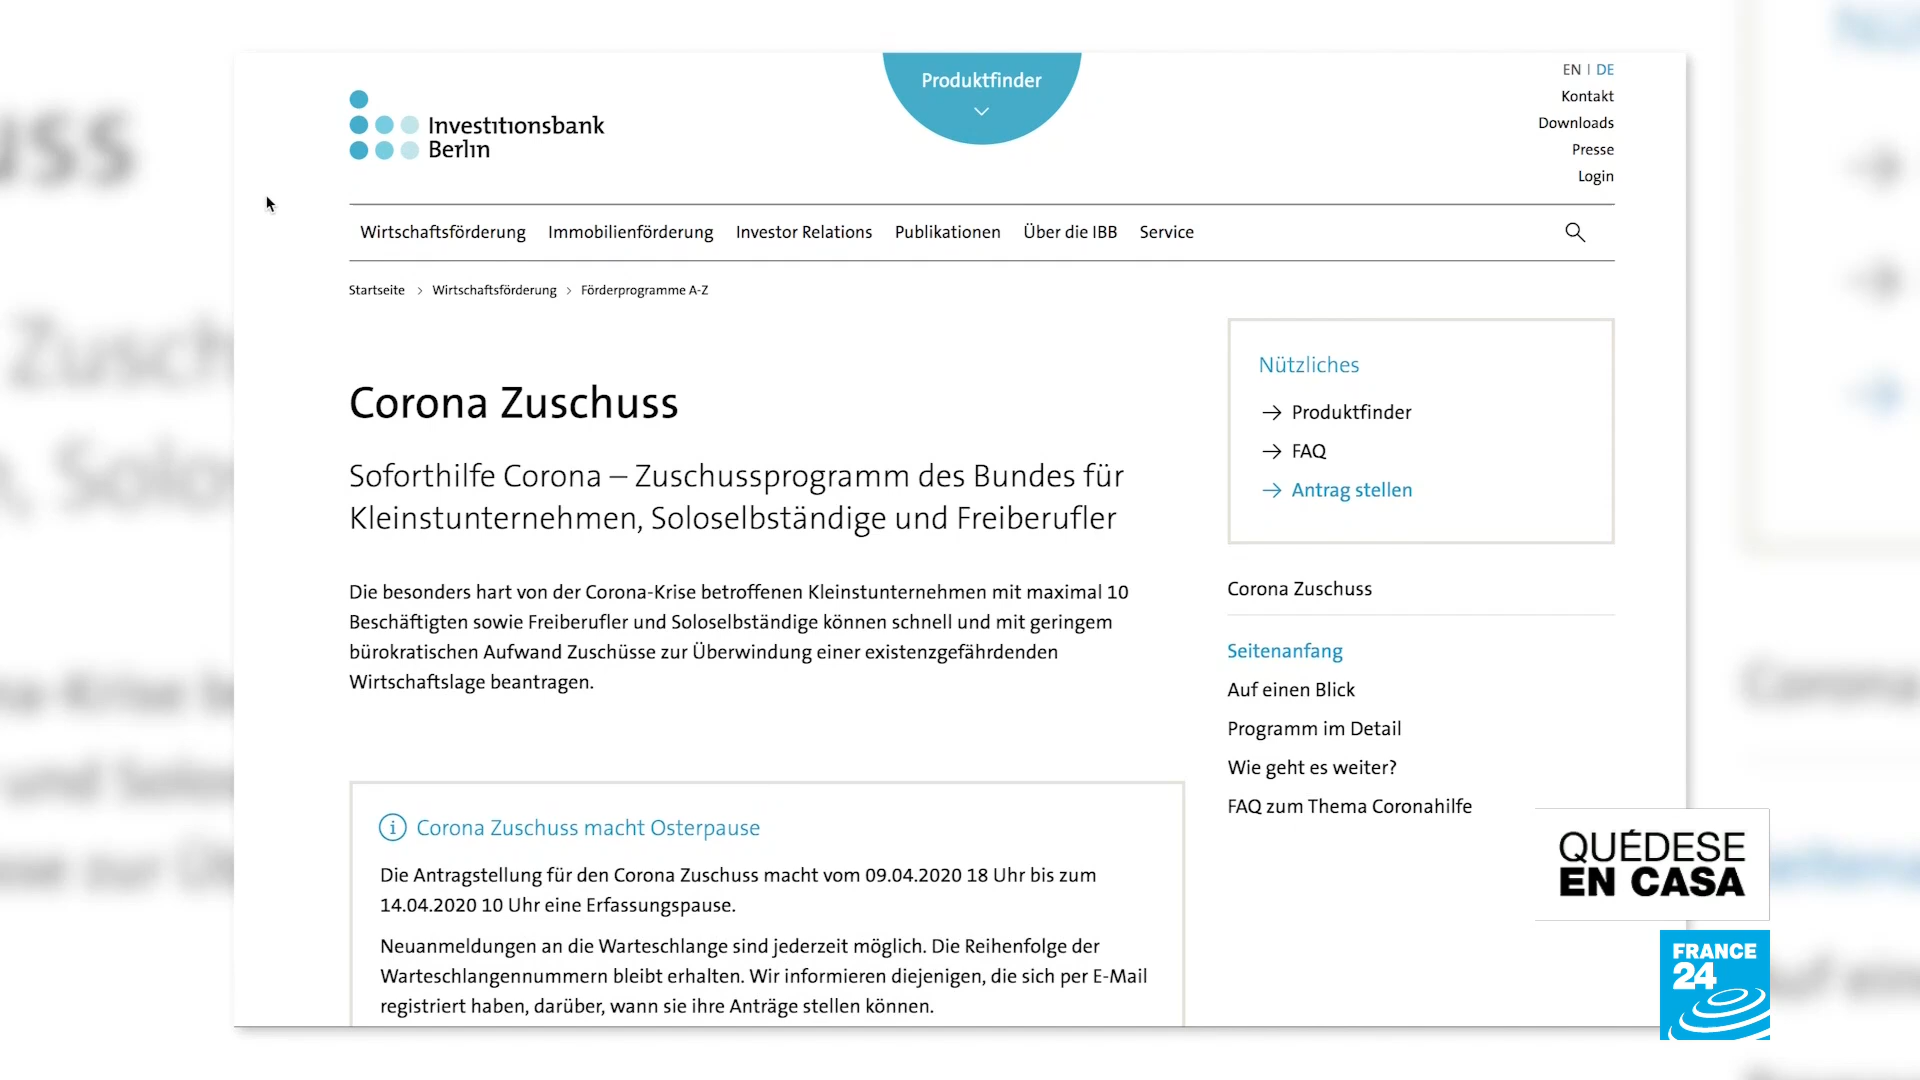 Produktfinder
EN | DE
Kontakt
Downloads
Presse
Login
Investitionsbank
Berlin
Wirtschaftsförderung Immobilienförderung Investor Relations Publikationen Über die IBB Service
Startseite > Wirtschaftsförderung > Förderprogramme A-Z
Corona Zuschuss
Soforthilfe Corona – Zuschussprogramm des Bundes für
Kleinstunternehmen, Soloselbständige und Freiberufler
Die besonders hart von der Corona-Krise betroffenen Kleinstunternehmen mit maximal 10
Beschäftigten sowie Freiberufler und Soloselbständige können schnell und mit geringem
bürokratischen Aufwand Zuschüsse zur Überwindung einer existenzgefährdenden
Wirtschaftslage beantragen.
Corona Zuschuss macht Osterpause
Die Antragstellung für den Corona Zuschuss macht vom 09.04.2020 18 Uhr bis zum
14.04.2020 10 Uhr eine Erfassungspause.
Neuanmeldungen an die Warteschlange sind jederzeit möglich. Die Reihenfolge der
Warteschlangennummern bleibt erhalten. Wir informieren diejenigen, die sich per E-Mail
registriert haben, darüber, wann sie ihre Anträge stellen können.
Nützliches
→ Produktfinder
→ FAQ
→ Antrag stellen
Corona Zuschuss
Seitenanfang
Auf einen Blick
Programm im Detail
Wie geht es weiter?
FAQ zum Thema Coronahilfe
QUÉDESE
EN CASA
FRANCE
24